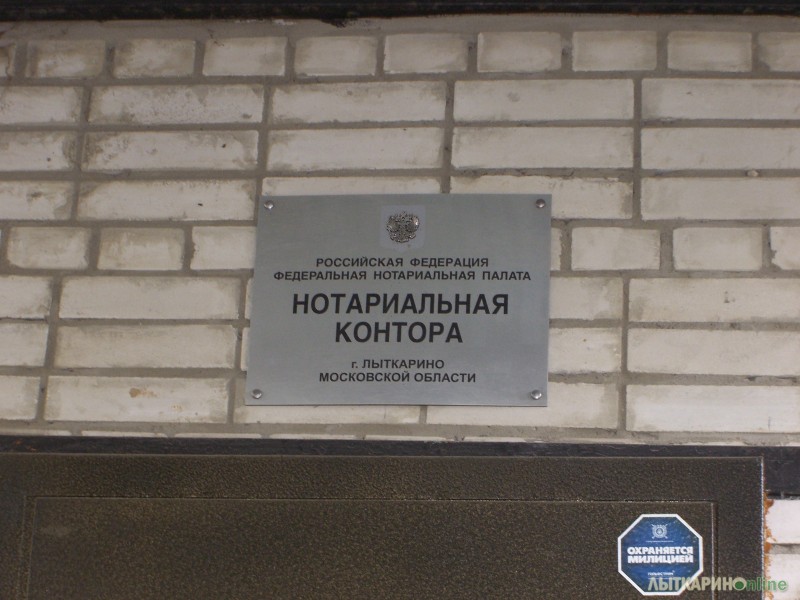 РОССИЙСКАЯ ФЕДЕРАЦИЯ
ФЕДЕРАЛЬНАЯ НОТАРИАЛЬНАЯ ПАЛАТА
НОТАРИАЛЬНАЯ
КОНТОРА
г. ЛЫТКАРИНО
МОСКОВСКОЙ ОБЛАСТИ
ОХРАНЯЕТСЯ
МИЛИЦИЕЙ
ЛЫТКАРИНОonline